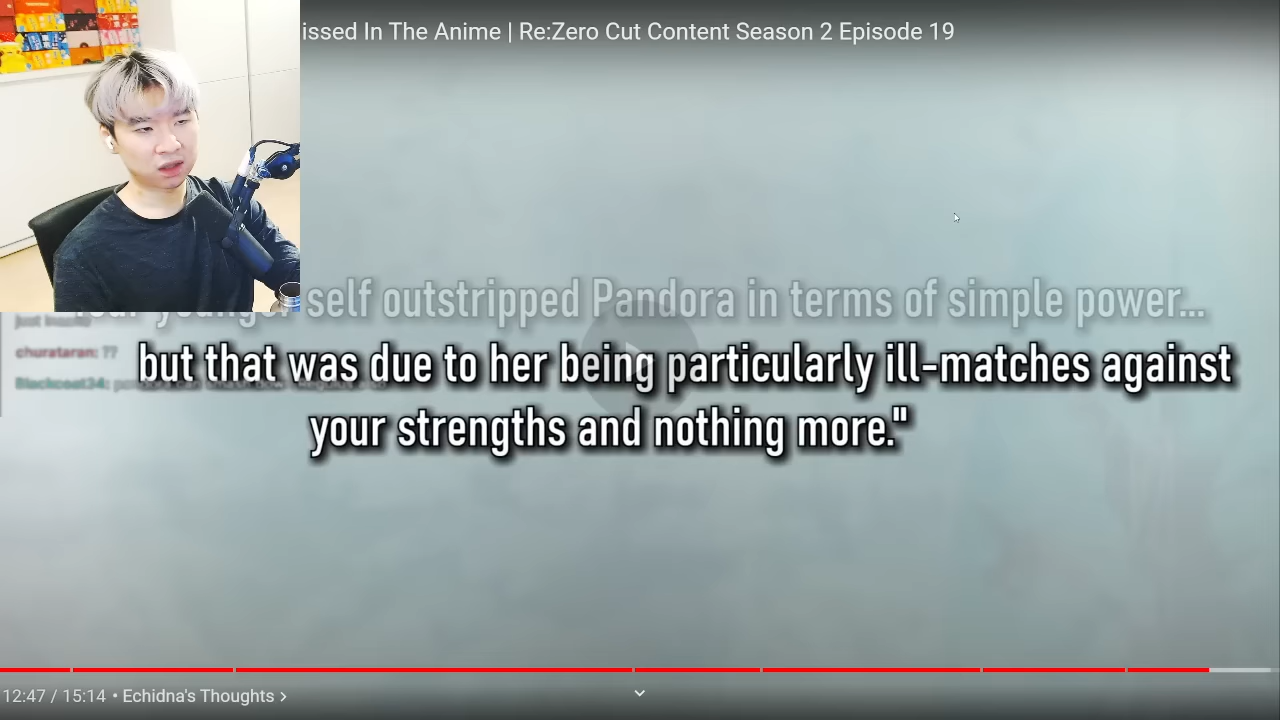 issed In The Anime | Re:Zero Cut Content Season 2 Episode 19
self outstripped Pandora in terms of simple power...
but that was due to her being particularly ill-matches against
your strengths and nothing more."
churataran: ??
Blackcoat34:
12:47 / 15:14 • Echidna's Thoughts >